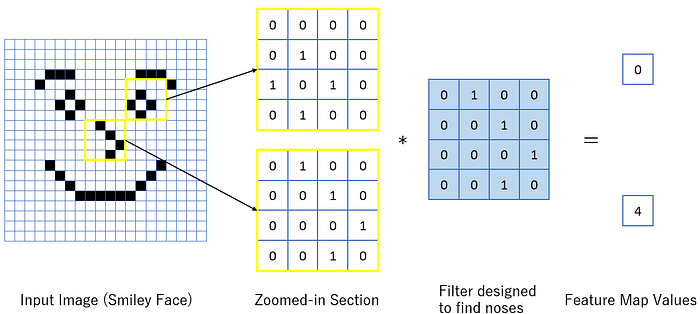 0 0 0 0
0 1 0 0
1 0 1 0
0 1 0 0
0 1 0 0
0 0 1 0
0 0 0 1
0 0 1 0
*
0 1 0 0
0 0 1 0
0 0 0 1
0 0 1 0
=
0
4
Input Image (Smiley Face)
Zoomed-in Section
Filter designed
to find noses
Feature Map Values